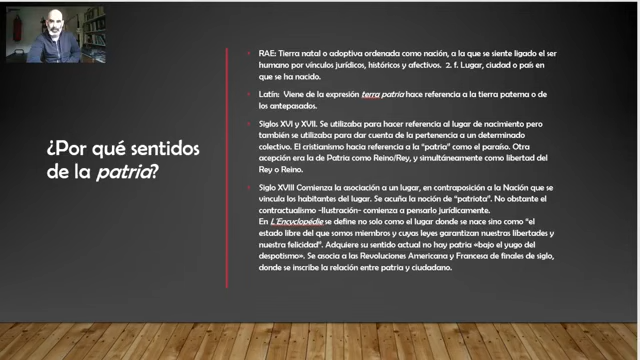 ¿Por qué sentidos
de la patria?
RAE: Tierra natal o adoptiva ordenada como nación, a la que se siente ligado el ser
humano por vínculos jurídicos, históricos y afectivos.  2. f. Lugar, ciudad o país en
que se ha nacido.
Latín:  Viene de la expresión terra patria hace referencia a la tierra paterna o de
los antepasados.
Siglos XVI y XVII. Se utilizaba para hacer referencia al lugar de nacimiento pero
también se utilizaba para dar cuenta de la pertenencia a un determinado
colectivo. El cristianismo hacía referencia a la "patria" como el paraíso. Otra
acepción era la de Patria como Reino/Rey, y simultáneamente como libertad del
Rey o Reino.
Siglo XVIII Comienza la asociación a un lugar, en contraposición a la Nación que se
vincula los habitantes del lugar. Se acuña la noción de "patriota". No obstante el
contractualismo -Ilustración- comienza a pensarlo jurídicamente.
En L'Encyclopédie se define no solo como el lugar donde se nace sino como "el
estado libre del que somos miembros y cuyas leyes garantizan nuestras libertades y
nuestra felicidad". Adquiere su sentido actual no hay patria «bajo el yugo del
despotismo». Se asocia a las Revoluciones Americana y Francesa de finales de siglo,
donde se inscribe la relación entre patria y ciudadano.